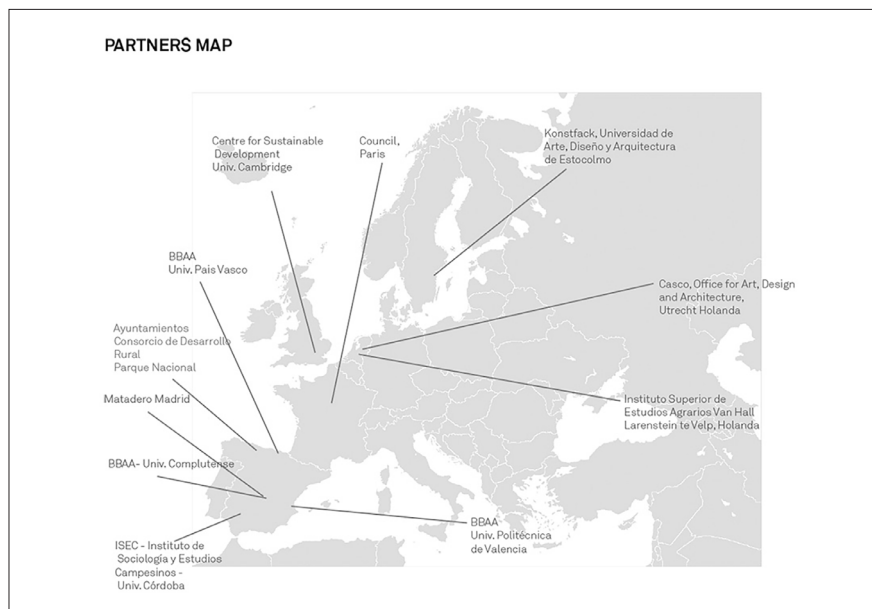 PARTNERS MAP
Centre for Sustainable
Development
Univ. Cambridge
Council,
Paris
Konstfack, Universidad de
Arte, Diseño y Arquitectura
de Estocolmo
BBAA
Univ. Pais Vasco
Casco, Office for Art, Design
and Architecture,
Utrecht Holanda
Ayuntamientos
Consorcio de Desarrollo
Rural
Parque Nacional
Matadero Madrid
Instituto Superior de
Estudios Agrarios Van Hall
Larenstein te Velp, Holanda
BBAA- Univ. Complutense
BBAA
Univ. Politécnica
de Valencia
ISEC - Instituto de
Sociología y Estudios
Campesinos -
Univ. Córdoba